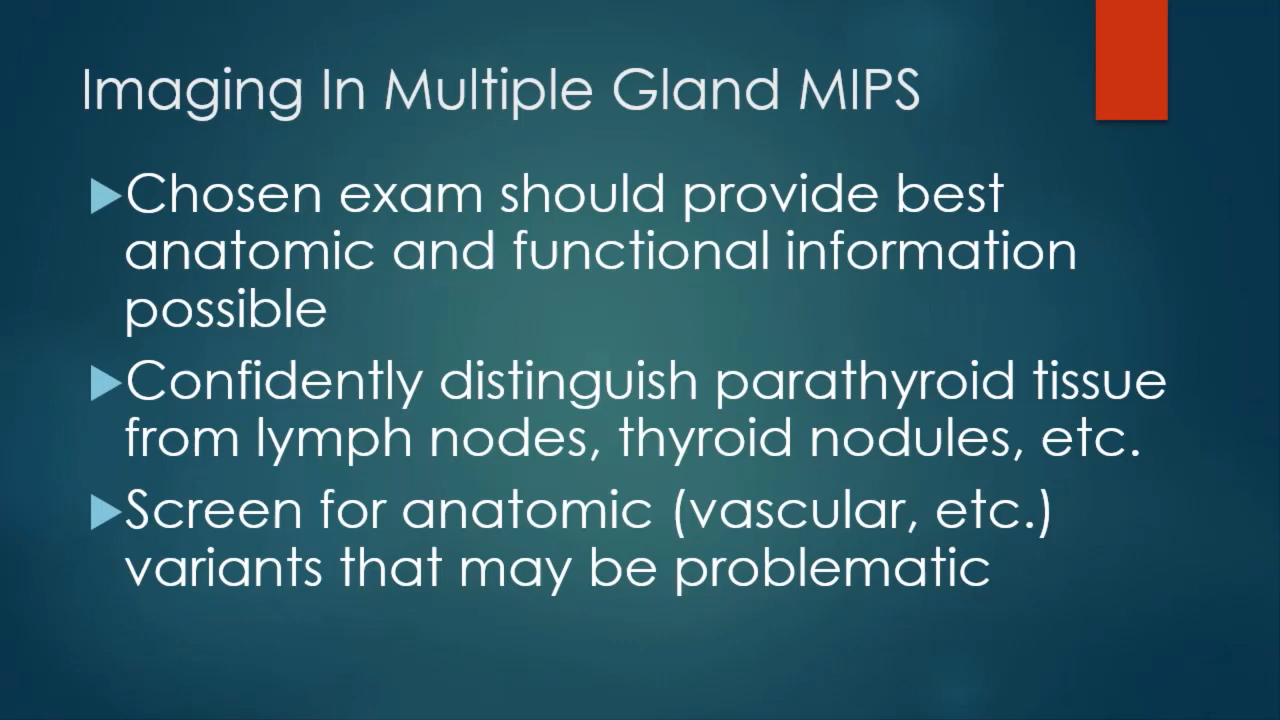 Imaging In Multiple Gland MIPS
Chosen exam should provide best
anatomic and functional information
possible
Confidently distinguish parathyroid tissue
from lymph nodes, thyroid nodules, etc.
Screen for anatomic (vascular, etc.)
variants that may be problematic